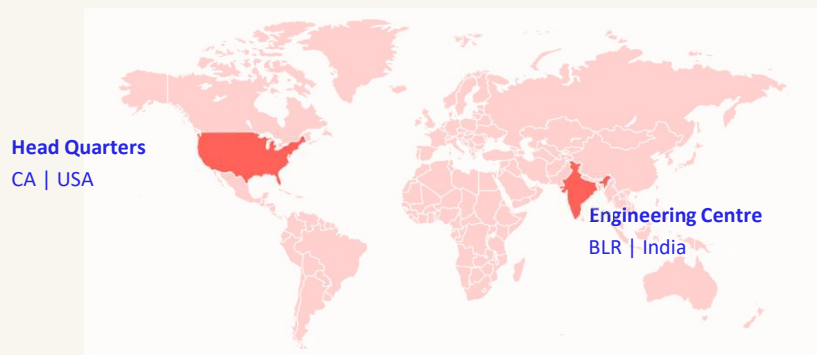 Head Quarters
CA | USA
Engineering Centre
BLR | India